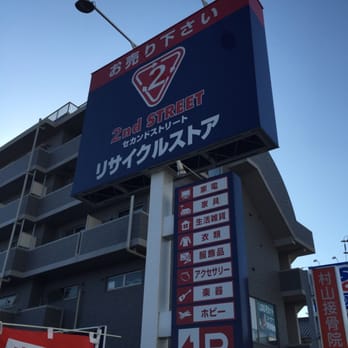 お売り下さい
2
2nd STREET
セカンドストリート
リサイクルストア
家電
家具
生活雑貨
衣類
服飾品
アクセサリー
楽器
ホビー
P
村山接骨院